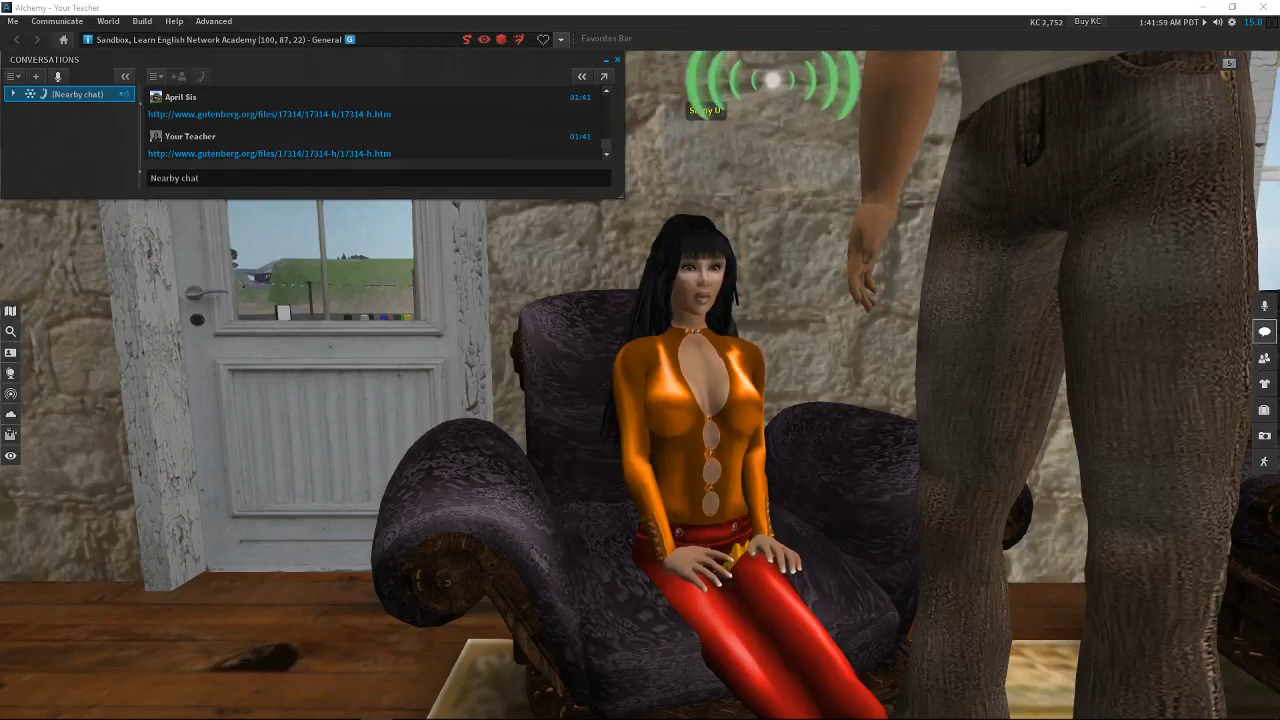 Alchemy - Your Teacher
Me Communicate World Build Help Advanced
KC 2,752 Buy KC 1:41:59 AM PDT 15.0
Sandbox, Learn English Network Academy (100, 87, 22) - General G
Favorites Bar
CONVERSATIONS
(Nearby chat)
April Sis 01:41
http://www.gutenberg.org/files/17314/17314-h/17314-h.htm
Your Teacher 01:41
http://www.gutenberg.org/files/17314/17314-h/17314-h.htm
Nearby chat
5